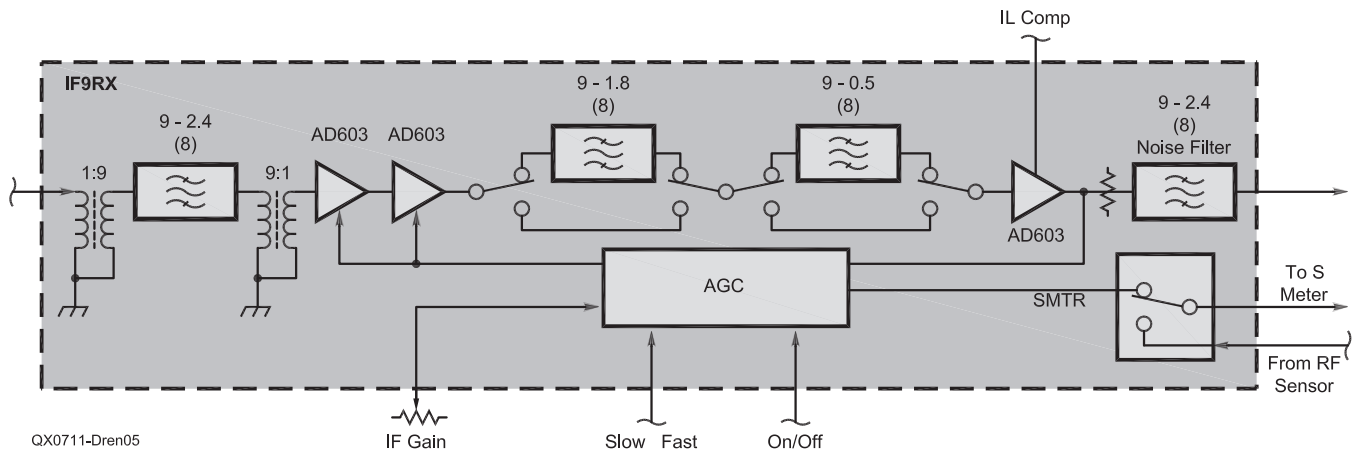 IL Comp
IF9RX
9 - 2.4
(8)
AD603
AD603
9 - 1.8
(8)
9 - 0.5
(8)
9 - 2.4
(8)
Noise Filter
1:9
9:1
AD603
AGC
SMTR
To S
Meter
From RF
Sensor
IF Gain
Slow Fast
On/Off
QX0711-Dren05